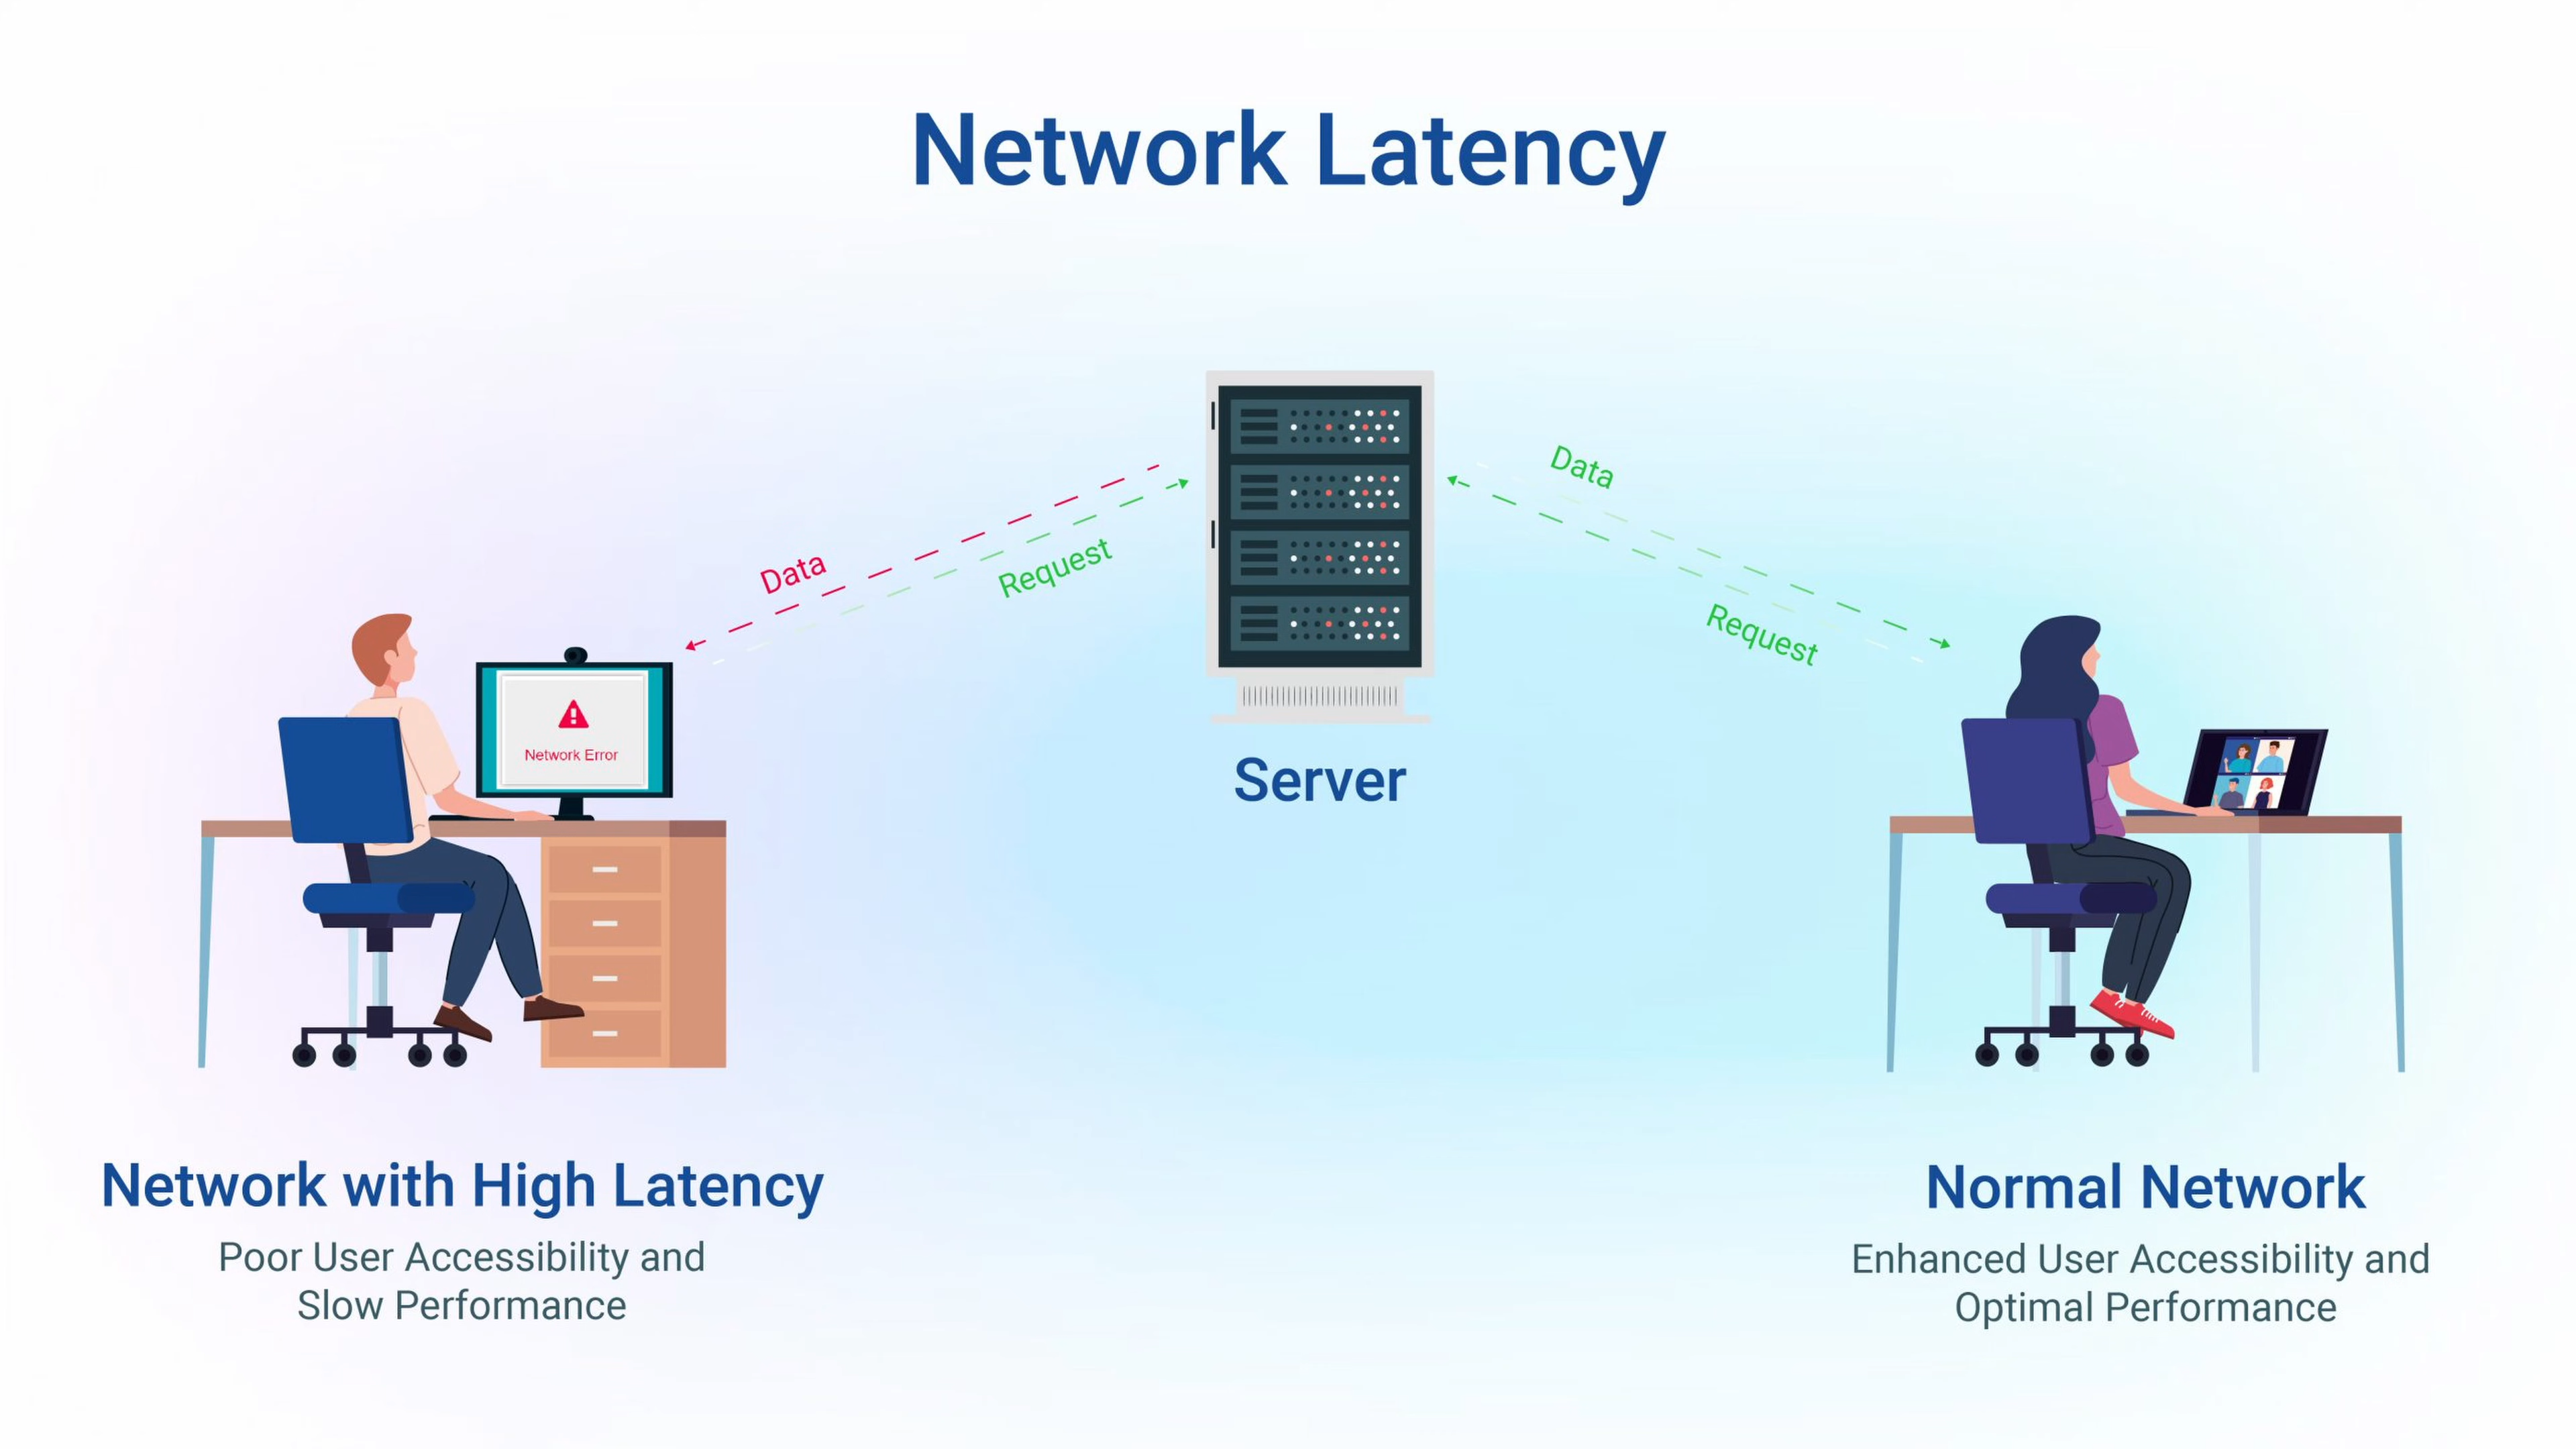 Network Latency
Data
Request
Data
Request
Network Error
Server
Network with High Latency
Poor User Accessibility and
Slow Performance
Normal Network
Enhanced User Accessibility and
Optimal Performance